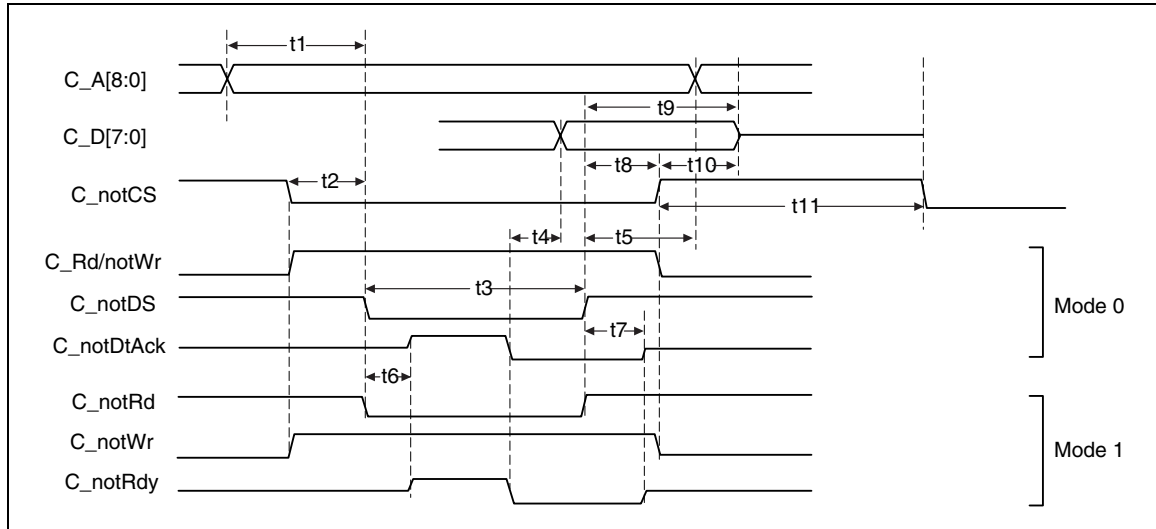 t1
C_A[8:0]
t9
C_D[7:0]
t8
t10
t2
C_notCS
t11
t4
t5
C_Rd/notWr
t3
C_notDS
Mode 0
t7
C_notDtAck
t6
C_notRd
C_notWr
Mode 1
C_notRdy